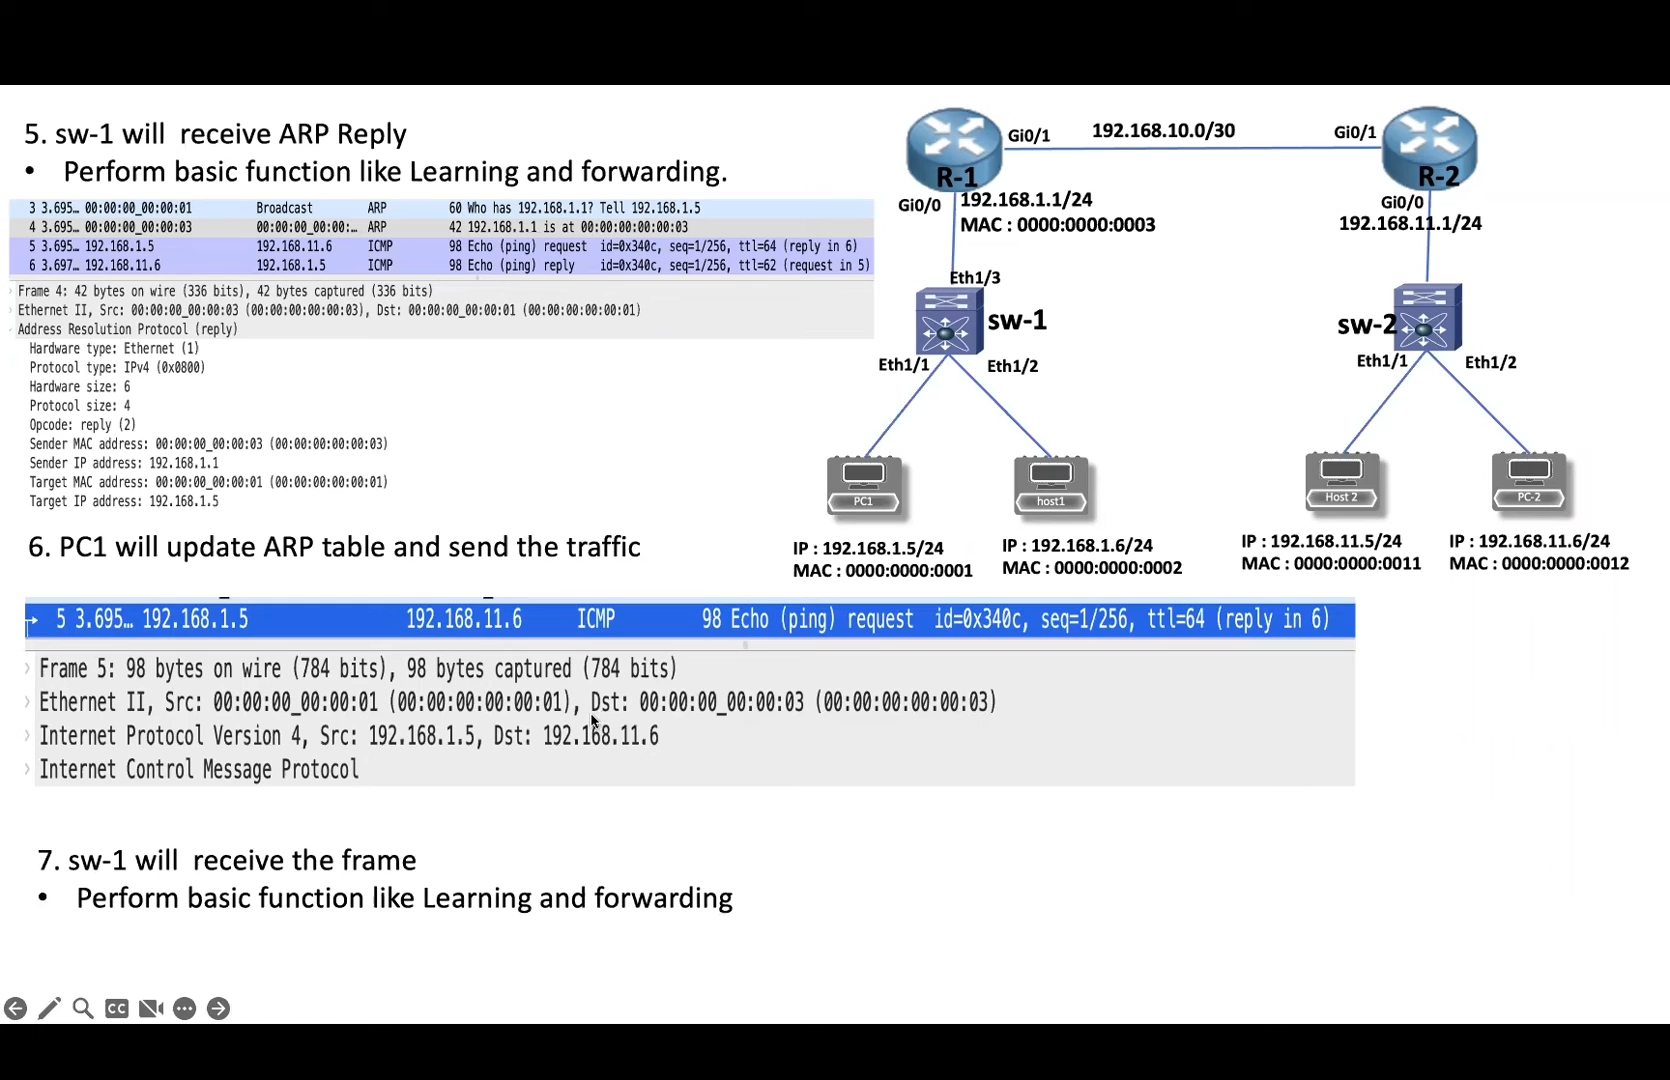 5. sw-1 will receive ARP Reply
• Perform basic function like Learning and forwarding.
3 3.695… 00:00:00_00:00:01 Broadcast ARP 60 Who has 192.168.1.1? Tell 192.168.1.5
4 3.695… 00:00:00_00:00:03 00:00:00_00:00:… ARP 42 192.168.1.1 is at 00:00:00:00:00:03
5 3.695… 192.168.1.5 192.168.11.6 ICMP 98 Echo (ping) request id=0x340c, seq=1/256, ttl=64 (reply in 6)
6 3.697… 192.168.11.6 192.168.1.5 ICMP 98 Echo (ping) reply id=0x340c, seq=1/256, ttl=62 (request in 5)
Frame 4: 42 bytes on wire (336 bits), 42 bytes captured (336 bits)
Ethernet II, Src: 00:00:00_00:00:03 (00:00:00:00:00:03), Dst: 00:00:00_00:00:01 (00:00:00:00:00:01)
Address Resolution Protocol (reply)
Hardware type: Ethernet (1)
Protocol type: IPv4 (0x0800)
Hardware size: 6
Protocol size: 4
Opcode: reply (2)
Sender MAC address: 00:00:00_00:00:03 (00:00:00:00:00:03)
Sender IP address: 192.168.1.1
Target MAC address: 00:00:00_00:00:01 (00:00:00:00:00:01)
Target IP address: 192.168.1.5
Gi0/1 192.168.10.0/30 Gi0/1
R-1 R-2
Gi0/0 192.168.1.1/24
MAC : 0000:0000:0003
Gi0/0
192.168.11.1/24
Eth1/3
sw-1 sw-2
Eth1/1 Eth1/2 Eth1/1 Eth1/2
PC1 host1 Host 2 PC-2
IP : 192.168.1.5/24
MAC : 0000:0000:0001
IP : 192.168.1.6/24
MAC : 0000:0000:0002
IP : 192.168.11.5/24
MAC : 0000:0000:0011
IP : 192.168.11.6/24
MAC : 0000:0000:0012
6. PC1 will update ARP table and send the traffic
5 3.695… 192.168.1.5 192.168.11.6 ICMP 98 Echo (ping) request id=0x340c, seq=1/256, ttl=64 (reply in 6)
Frame 5: 98 bytes on wire (784 bits), 98 bytes captured (784 bits)
Ethernet II, Src: 00:00:00_00:00:01 (00:00:00:00:00:01), Dst: 00:00:00_00:00:03 (00:00:00:00:00:03)
Internet Protocol Version 4, Src: 192.168.1.5, Dst: 192.168.11.6
Internet Control Message Protocol
7. sw-1 will receive the frame
• Perform basic function like Learning and forwarding
CC